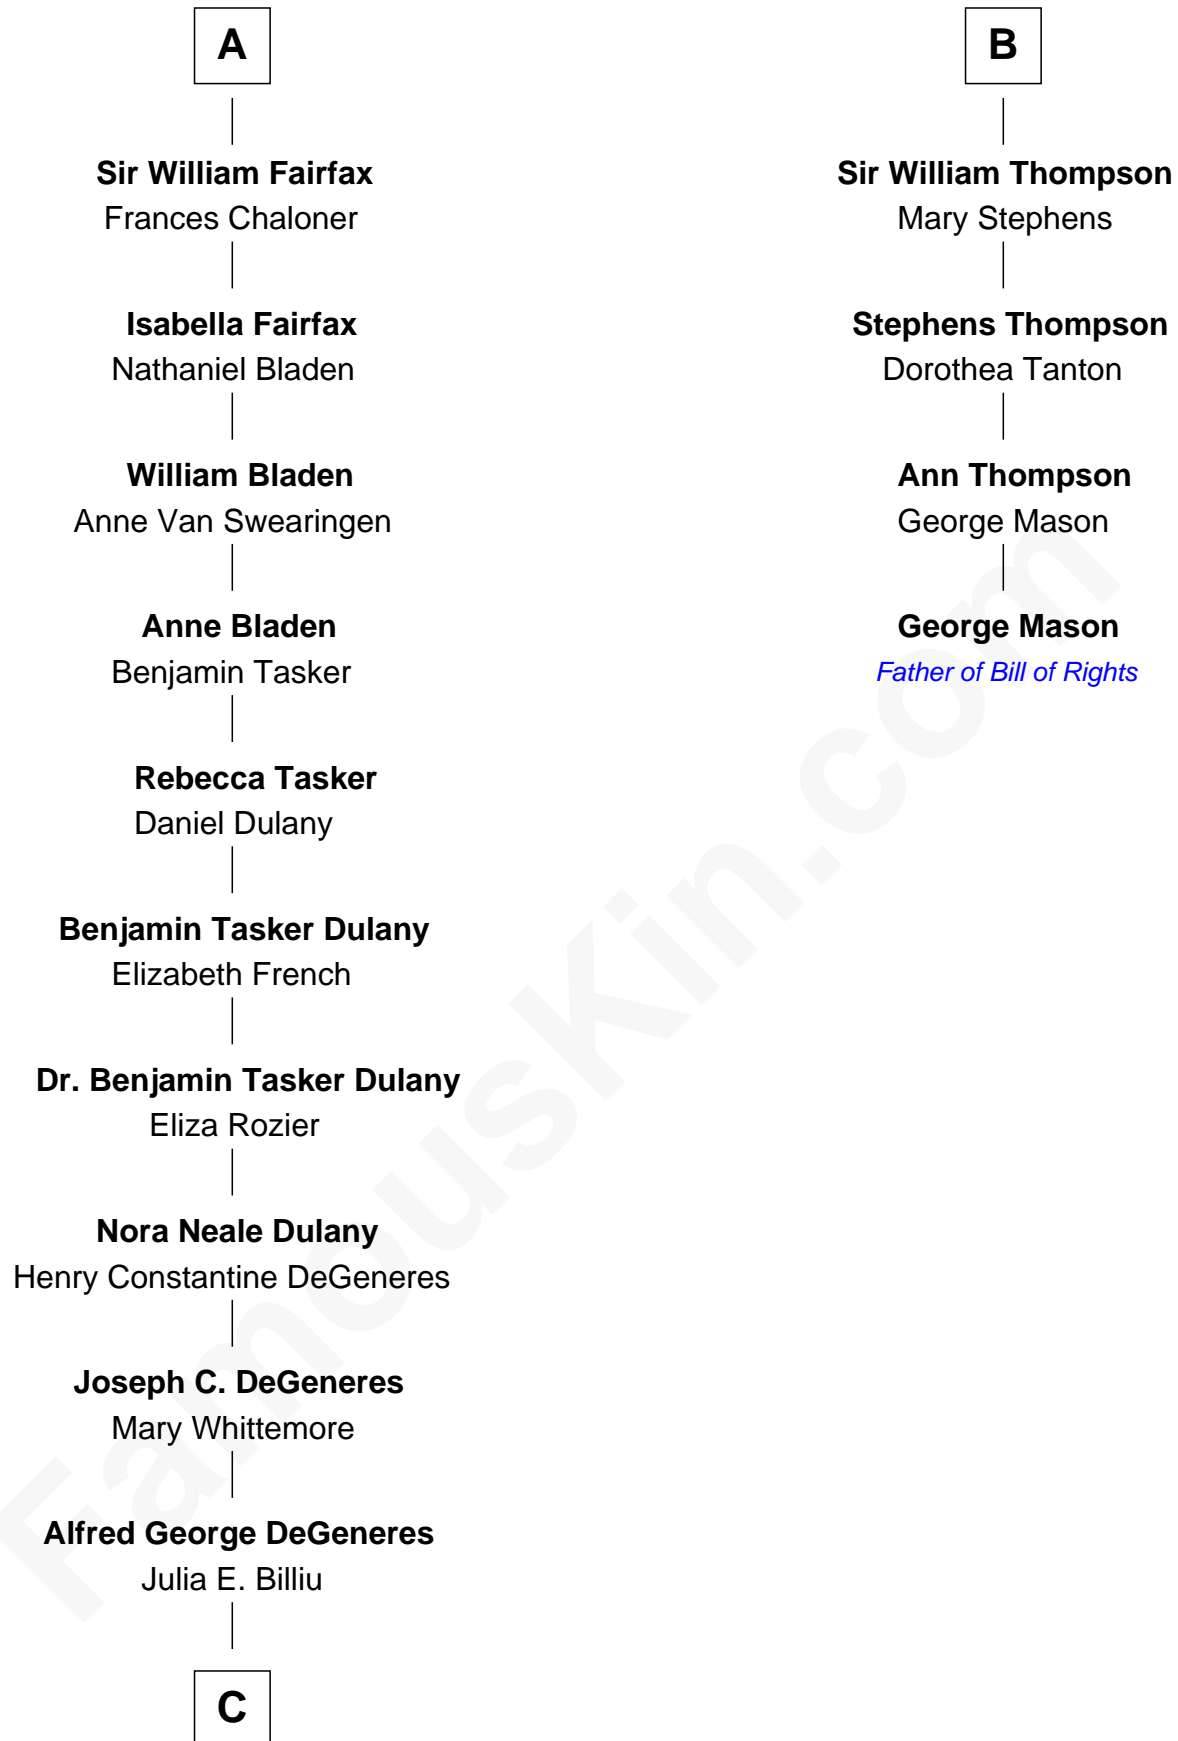 A
Sir William Fairfax
Frances Chaloner
Isabella Fairfax
Nathaniel Bladen
William Bladen
Anne Van Swearingen
Anne Bladen
Benjamin Tasker
Rebecca Tasker
Daniel Dulany
Benjamin Tasker Dulany
Elizabeth French
Dr. Benjamin Tasker Dulany
Eliza Rozier
Nora Neale Dulany
Henry Constantine DeGeneres
Joseph C. DeGeneres
Mary Whittemore
Alfred George DeGeneres
Julia E. Billiu
C
B
Sir William Thompson
Mary Stephens
Stephens Thompson
Dorothea Tanton
Ann Thompson
George Mason
George Mason
Father of Bill of Rights
FamousKin.com